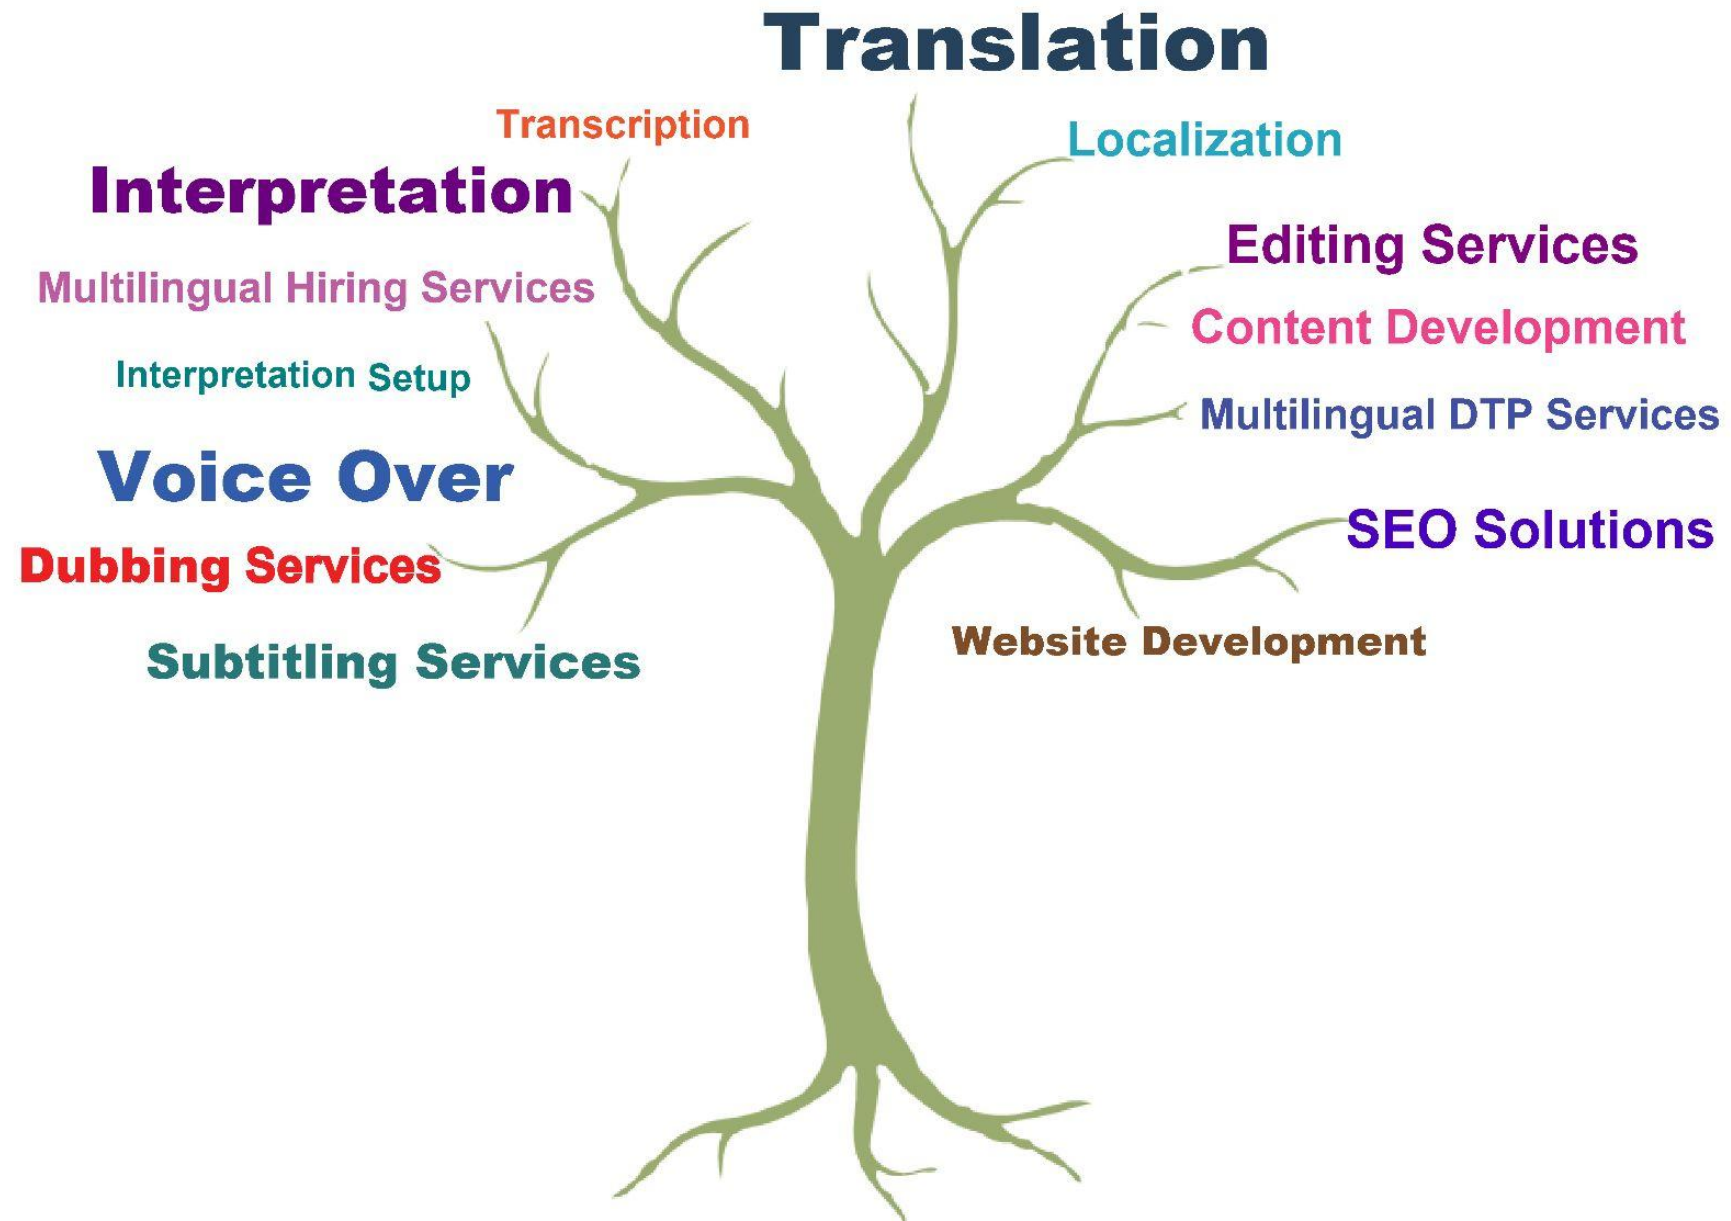 Translation
Transcription
Localization
Interpretation
Editing Services
Multilingual Hiring Services
Content Development
Interpretation Setup
Multilingual DTP Services
Voice Over
SEO Solutions
Dubbing Services
Website Development
Subtitling Services